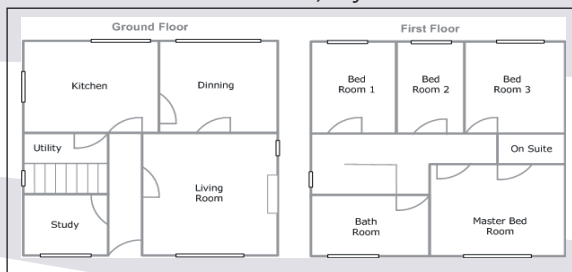 Ground Floor
Kitchen
Dinning
Utility
Living
Room
Study
First Floor
Bed
Room 1
Bed
Room 2
Bed
Room 3
On Suite
Bath
Room
Master Bed
Room